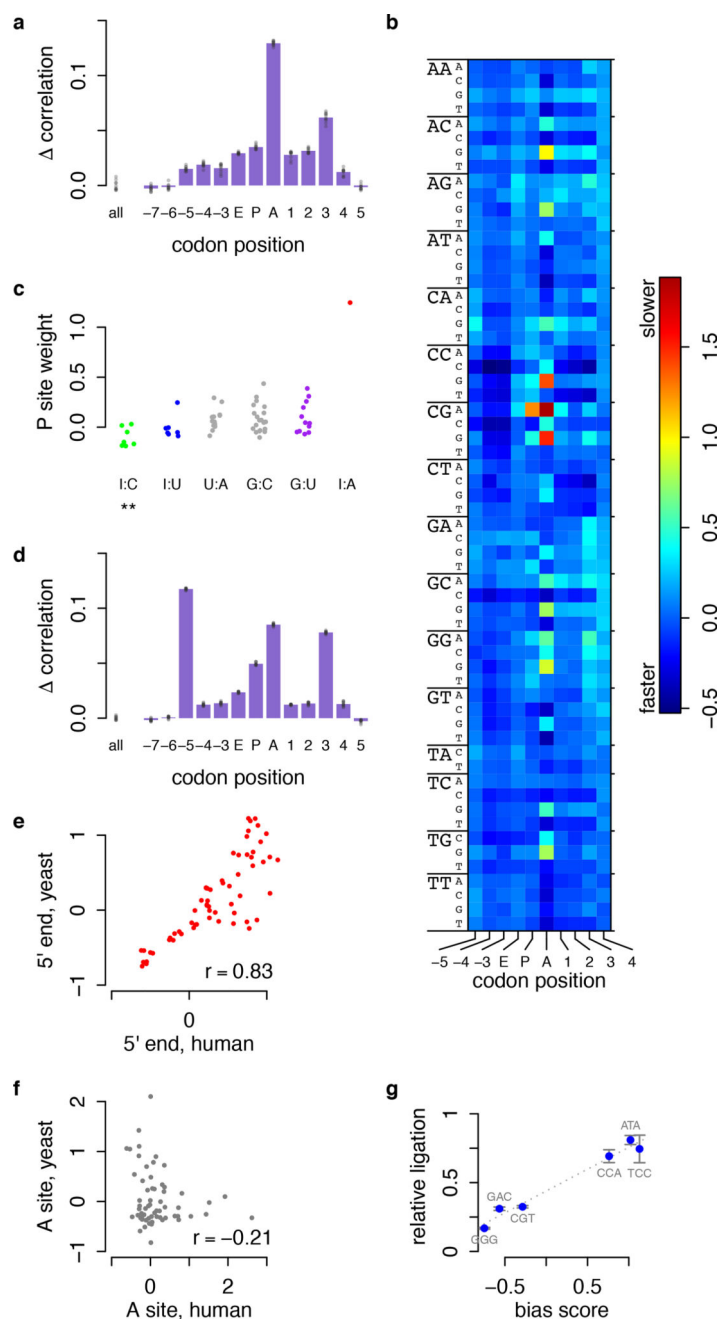 a
Δ correlation
0.1
0.0
all -7 -6 -5 -4 -3 E P A 1 2 3 4 5
codon position
b
AA A
C
G
T
AC A
C
G
T
AG A
C
G
T
AT A
C
G
T
CA A
C
G
T
CC A
C
G
T
CG A
C
G
T
CT A
C
G
T
GA A
C
G
T
GC A
C
G
T
GG A
C
G
T
GT A
C
G
T
TA C
T
TC A
C
G
T
TG C
G
T
TT A
C
G
T
-5 -4 -3 E P A 1 2 3 4
codon position
slower
faster
1.5
1.0
0.5
0.0
−0.5
c
P site weight
1.0
0.5
0.0
I:C I:U U:A G:C G:U I:A
**
d
Δ correlation
0.1
0.0
all -7 -6 -5 -4 -3 E P A 1 2 3 4 5
codon position
e
5' end, yeast
1
0
−1
r = 0.83
0
5' end, human
f
A site, yeast
2
1
0
−1
r = −0.21
0 2
A site, human
g
relative ligation
1
0.5
0
ATA
CCA TCC
GAC
CGT
GGG
−0.5 0.5
bias score